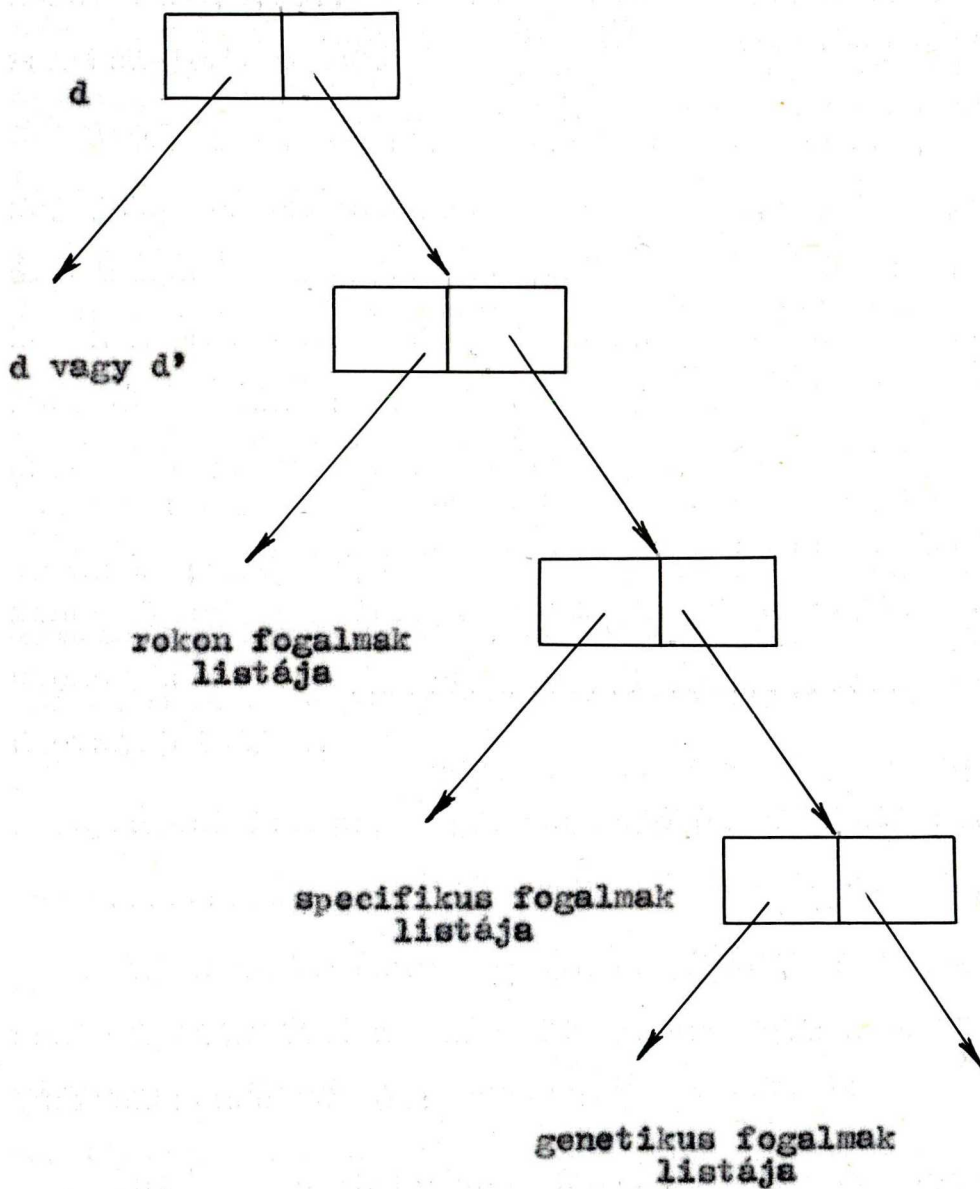 d
d vagy d'
rokon fogalmak
listája
specifikus fogalmak
listája
genetikus fogalmak
listája